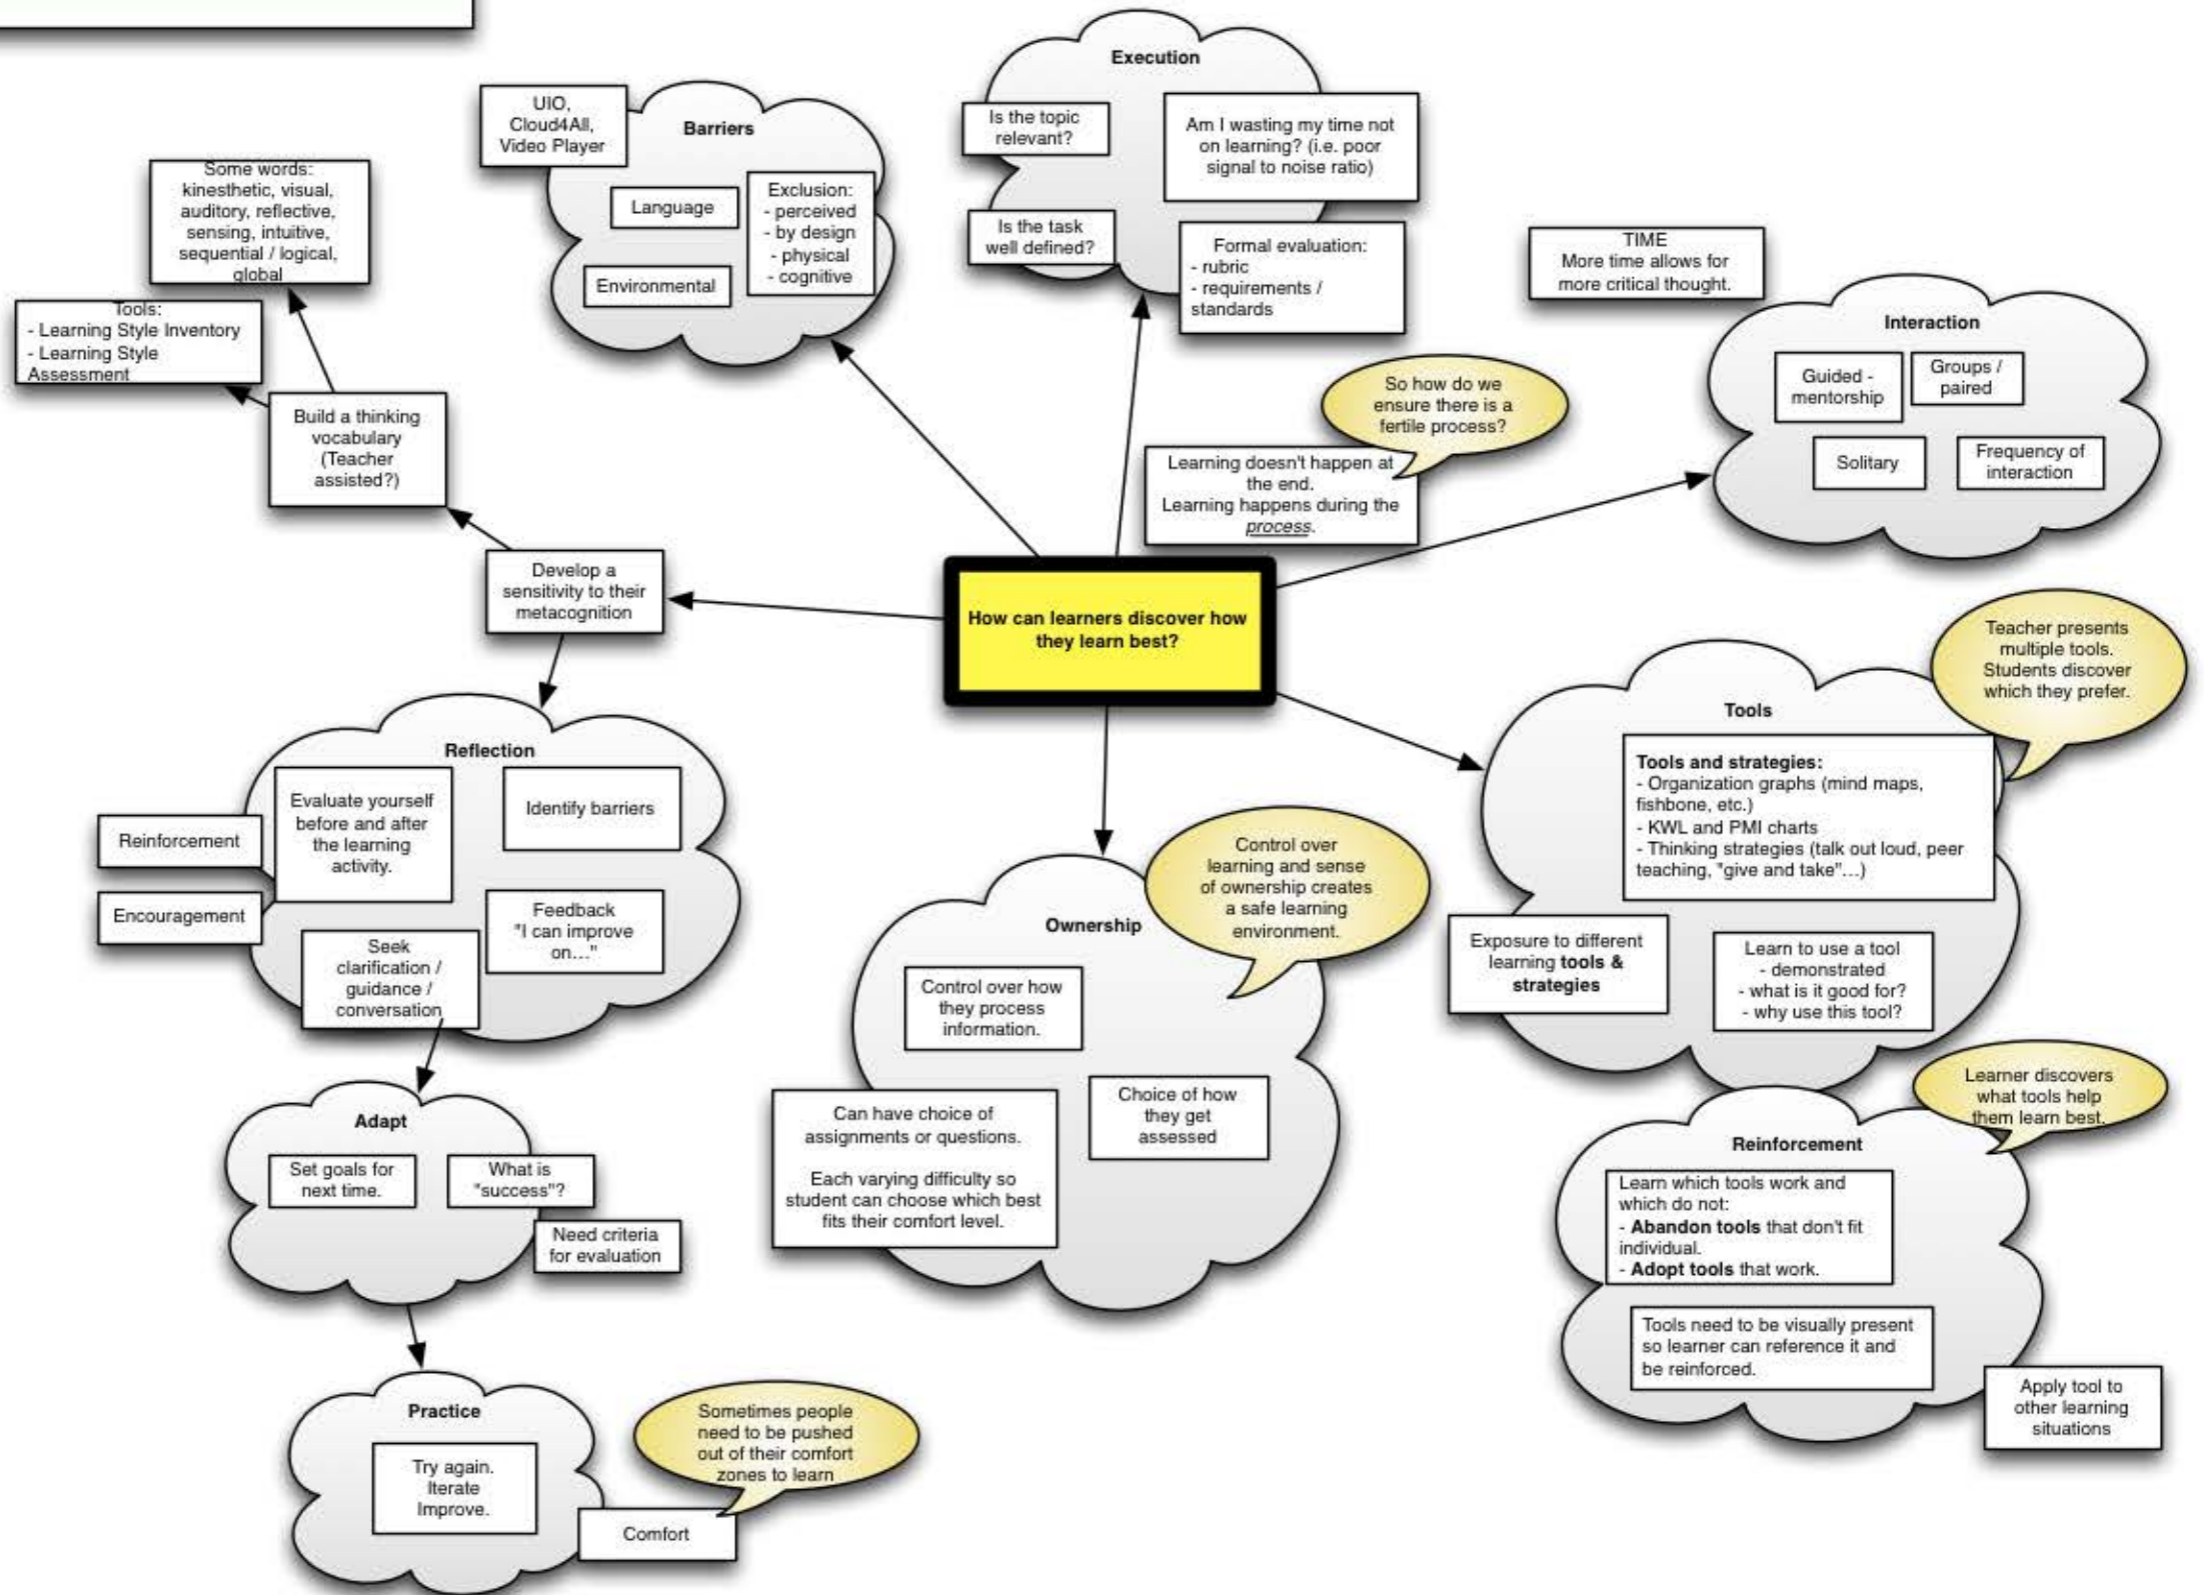 Execution
Is the topic
relevant?
Am I wasting my time not
on learning? (i.e. poor
signal to noise ratio)
Is the task
well defined?
Formal evaluation:
- rubric
- requirements /
standards
UIO,
Cloud4All,
Video Player
Barriers
Language
Exclusion:
- perceived
- by design
- physical
- cognitive
Environmental
Some words:
kinesthetic, visual,
auditory, reflective,
sensing, intuitive,
sequential / logical,
global
Tools:
- Learning Style Inventory
- Learning Style
Assessment
Build a thinking
vocabulary
(Teacher
assisted?)
Develop a
sensitivity to their
metacognition
TIME
More time allows for
more critical thought.
Interaction
Guided -
mentorship
Groups /
paired
Solitary
Frequency of
interaction
So how do we
ensure there is a
fertile process?
Learning doesn't happen at
the end.
Learning happens during the
process.
How can learners discover how
they learn best?
Teacher presents
multiple tools.
Students discover
which they prefer.
Tools
Tools and strategies:
- Organization graphs (mind maps,
fishbone, etc.)
- KWL and PMI charts
- Thinking strategies (talk out loud, peer
teaching, "give and take"...)
Exposure to different
learning tools &
strategies
Learn to use a tool
- demonstrated
- what is it good for?
- why use this tool?
Reflection
Evaluate yourself
before and after
the learning
activity.
Identify barriers
Reinforcement
Encouragement
Feedback
"I can improve
on..."
Seek
clarification /
guidance /
conversation
Control over
learning and sense
of ownership creates
a safe learning
environment.
Ownership
Control over how
they process
information.
Can have choice of
assignments or questions.
Each varying difficulty so
student can choose which best
fits their comfort level.
Choice of how
they get
assessed
Learner discovers
what tools help
them learn best.
Reinforcement
Learn which tools work and
which do not:
- Abandon tools that don't fit
individual.
- Adopt tools that work.
Tools need to be visually present
so learner can reference it and
be reinforced.
Apply tool to
other learning
situations
Adapt
Set goals for
next time.
What is
"success"?
Need criteria
for evaluation
Practice
Try again.
Iterate
Improve.
Sometimes people
need to be pushed
out of their comfort
zones to learn
Comfort